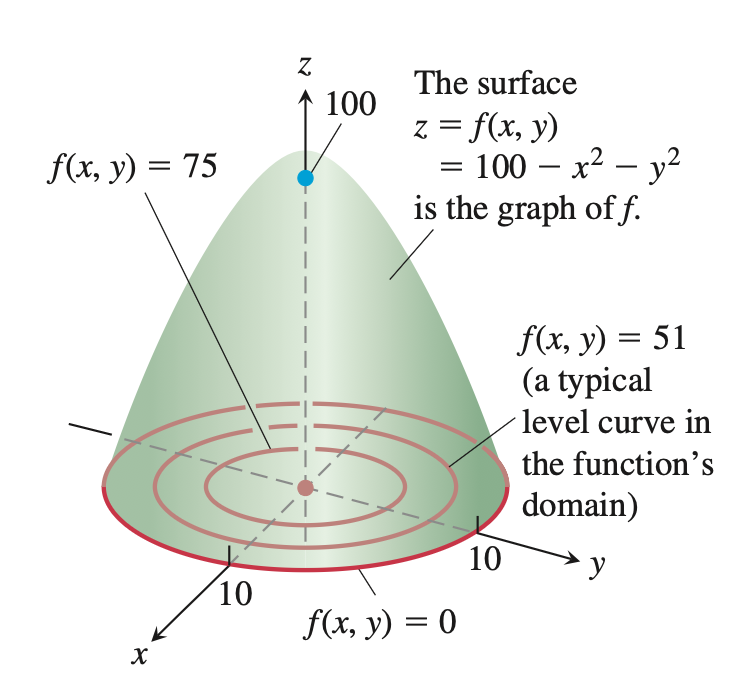 z
100
The surface
z = f(x, y)
= 100 − x² − y²
is the graph of f.
f(x, y) = 75
f(x, y) = 51
(a typical
level curve in
the function’s
domain)
10
y
10
f(x, y) = 0
x